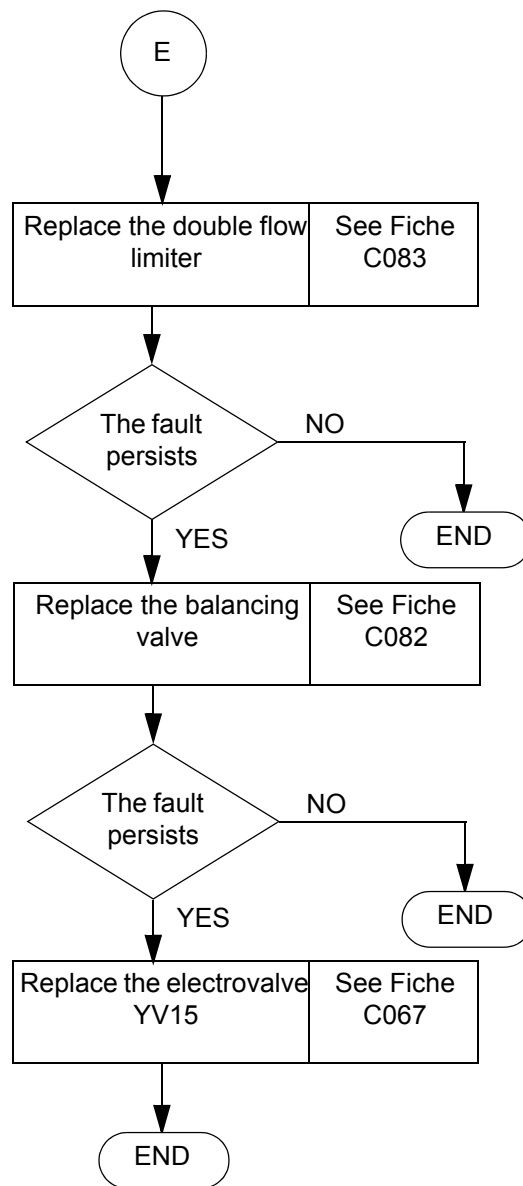 E
Replace the double flow
limiter
See Fiche
C083
The fault
persists
NO
END
YES
Replace the balancing
valve
See Fiche
C082
The fault
persists
NO
END
YES
Replace the electrovalve
YV15
See Fiche
C067
END